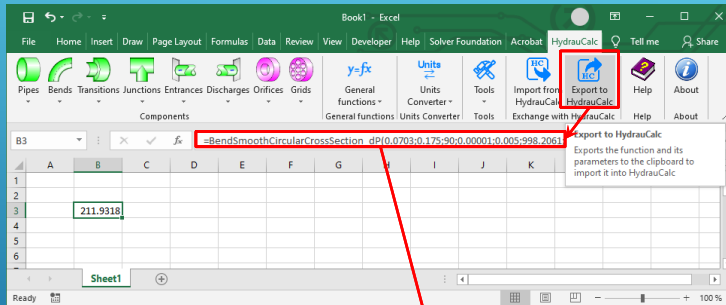 Book1 - Excel
File Home Insert Draw Page Layout Formulas Data Review View Developer Help Solver Foundation Acrobat HydrauCalc Tell me Share
Pipes Bends Transitions Junctions Entrances Discharges Orifices Grids
y=fx General functions
Units Units Converter
Tools
HC Import from HydrauCalc
HC Export to HydrauCalc
Help
About
Components General functions Units Converter Tools Exchange with HydrauCalc Help About
B3 fx =BendSmoothCircularCrossSection_dP(0.0703;0.175;90;0.00001;0.005;998.2061
Export to HydrauCalc
Exports the function and its
parameters to the clipboard to
import it into HydrauCalc
A B C D E F G H I J K
1
2
3 211.9318
4
5
6
Sheet1
Ready 100 %